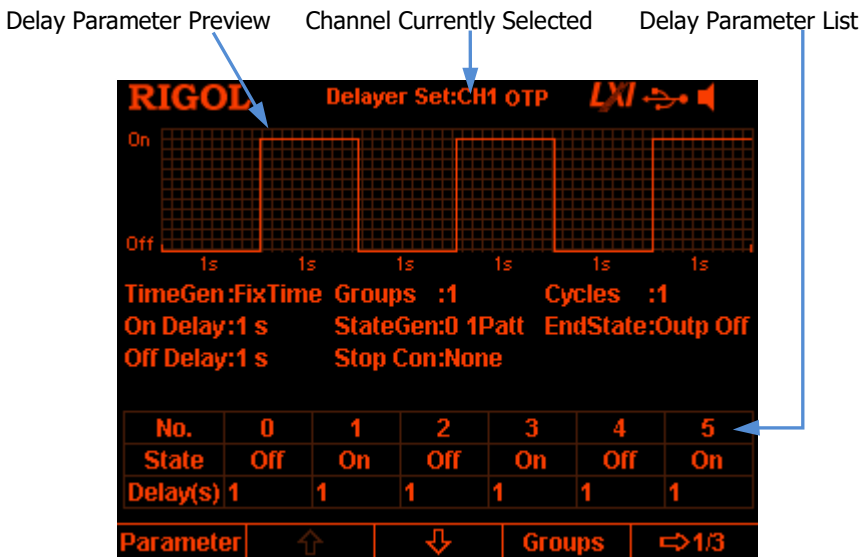 Delay Parameter Preview Channel Currently Selected Delay Parameter List
RIGOL Delayer Set:CH1 OTP LXI
On
Off
1s 1s 1s 1s 1s 1s
TimeGen:FixTime Groups :1 Cycles :1
On Delay:1 s StateGen:0 1Patt EndState:Outp Off
Off Delay:1 s Stop Con:None
No. 0 1 2 3 4 5
State Off On Off On Off On
Delay(s) 1 1 1 1 1 1
Parameter Groups 1/3